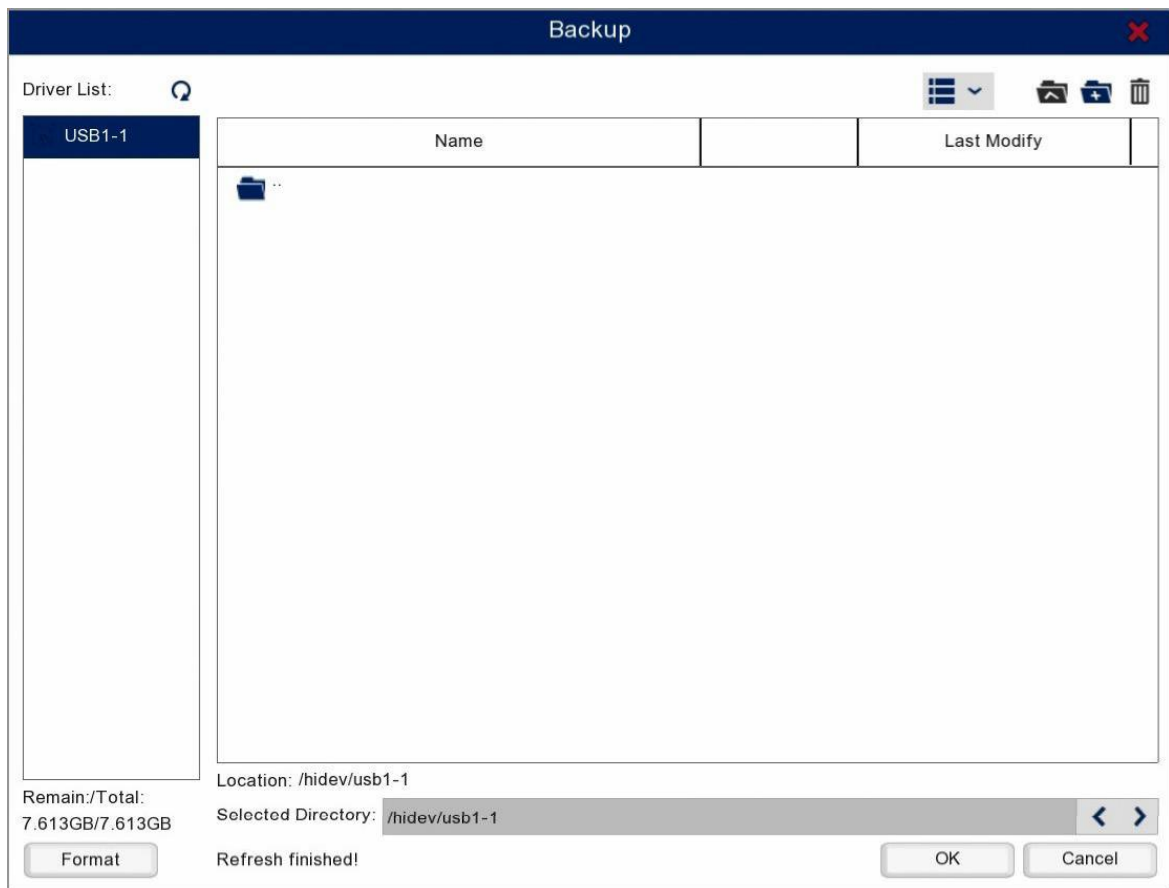 Backup
Driver List:
USB1-1
Name
Last Modify
..
Location: /hidev/usb1-1
Remain:/Total:
7.613GB/7.613GB
Selected Directory: /hidev/usb1-1
Format
Refresh finished!
OK
Cancel